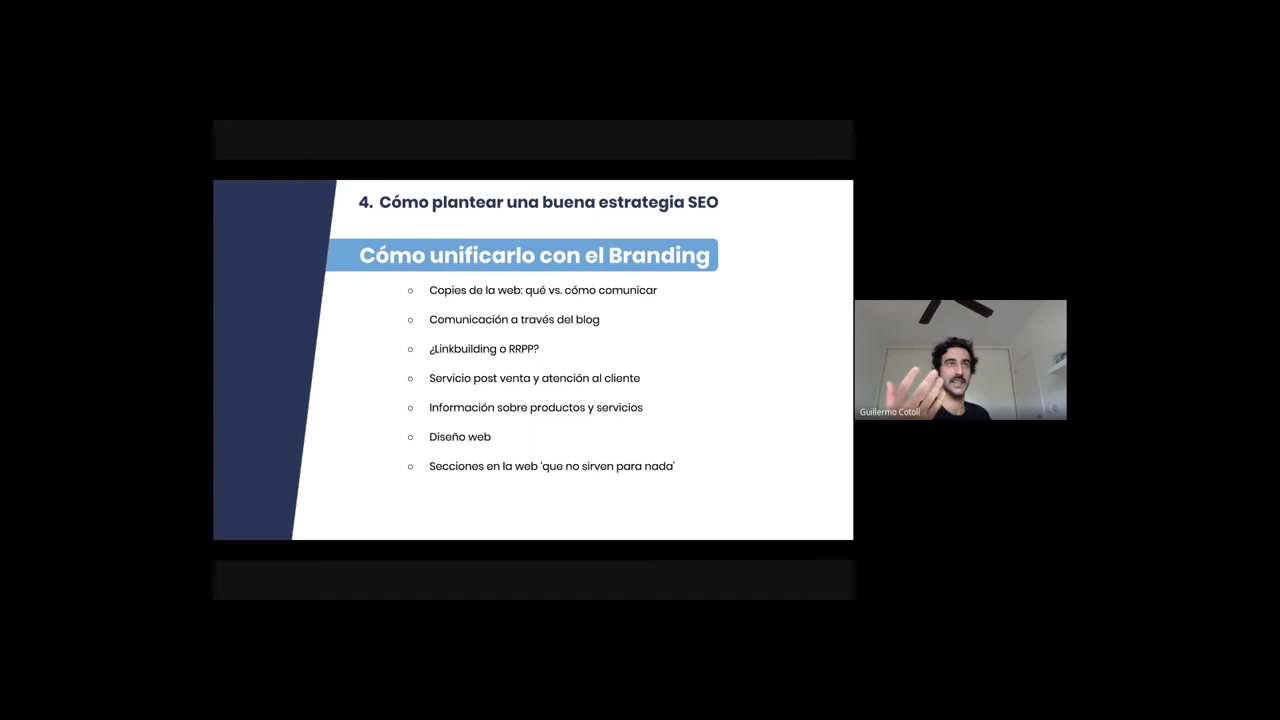 4. Cómo plantear una buena estrategia SEO
Cómo unificarlo con el Branding
Copies de la web: qué vs. cómo comunicar
Comunicación a través del blog
¿Linkbuilding o RRPP?
Servicio post venta y atención al cliente
Información sobre productos y servicios
Diseño web
Secciones en la web 'que no sirven para nada'
Guillermo Cotolí